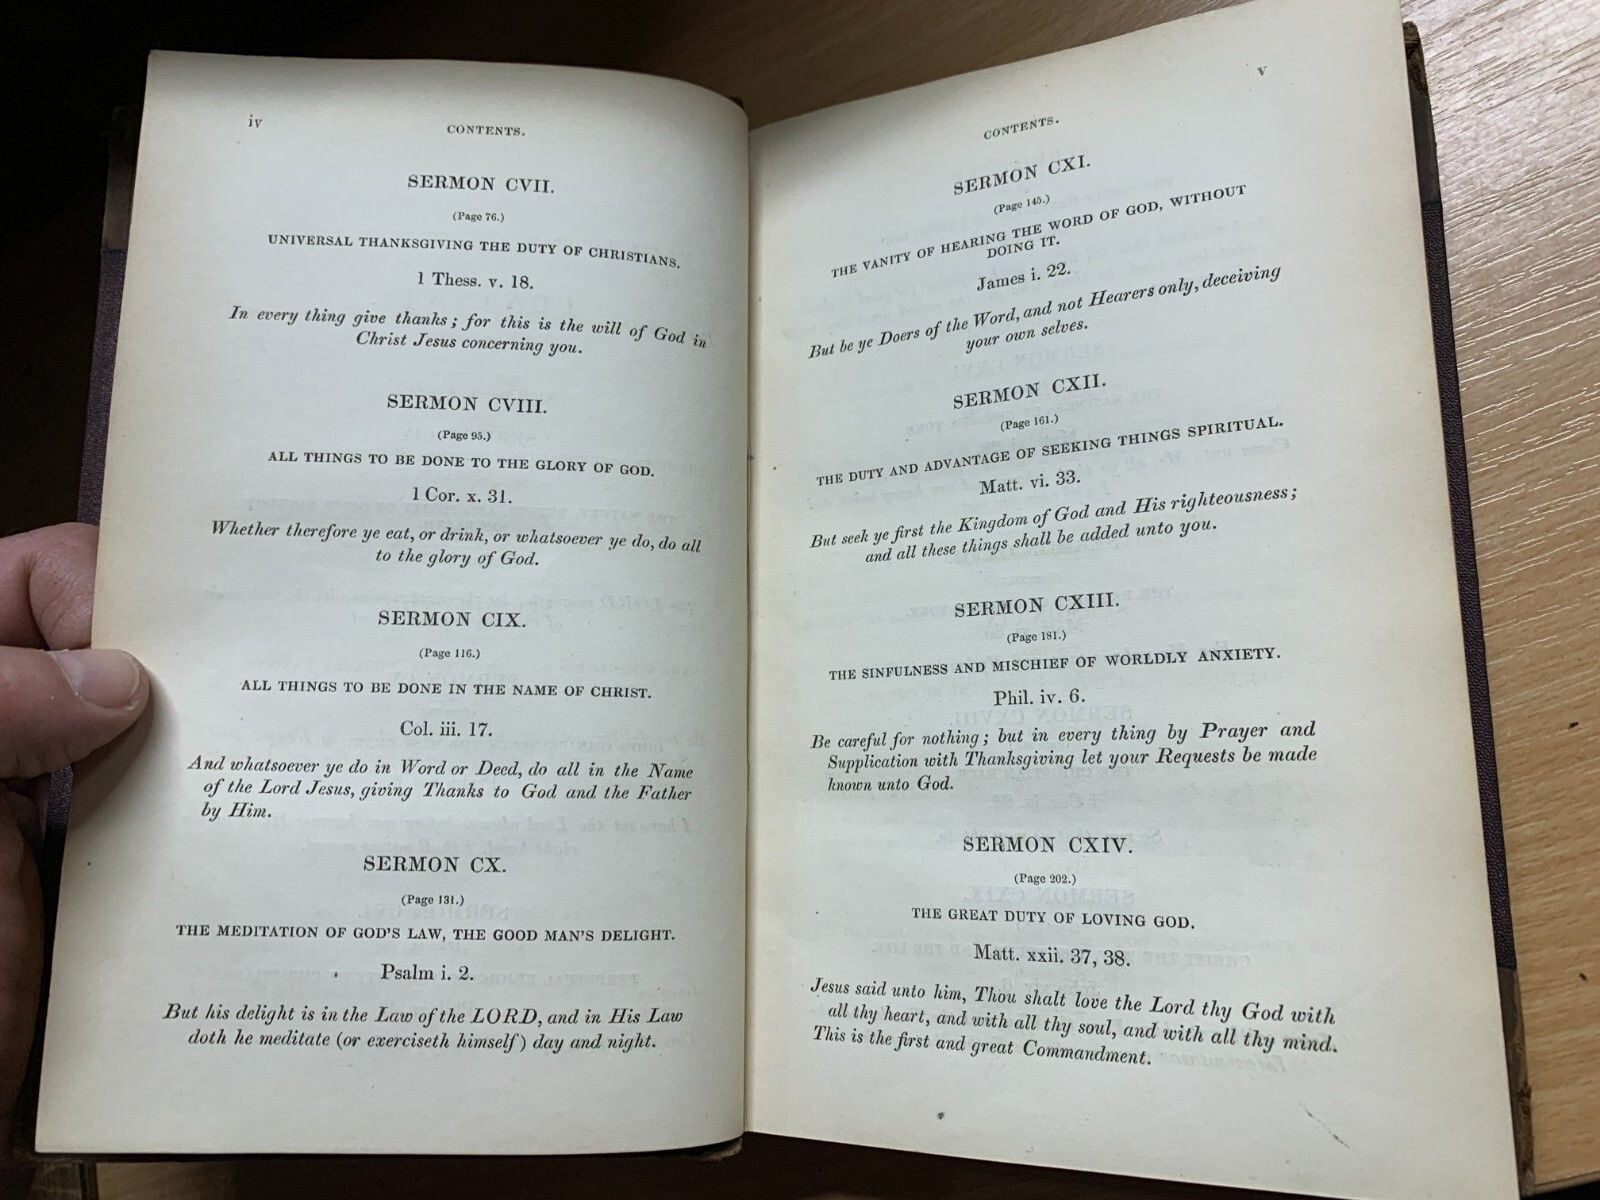 iv
CONTENTS.
SERMON CVII.
(Page 76.)
UNIVERSAL THANKSGIVING THE DUTY OF CHRISTIANS.
1 Thess. v. 18.
In every thing give thanks; for this is the will of God in
Christ Jesus concerning you.
SERMON CVIII.
(Page 95.)
ALL THINGS TO BE DONE TO THE GLORY OF GOD.
1 Cor. x. 31.
Whether therefore ye eat, or drink, or whatsoever ye do, do all
to the glory of God.
SERMON CIX.
(Page 116.)
ALL THINGS TO BE DONE IN THE NAME OF CHRIST.
Col. iii. 17.
And whatsoever ye do in Word or Deed, do all in the Name
of the Lord Jesus, giving Thanks to God and the Father
by Him.
SERMON CX.
(Page 131.)
THE MEDITATION OF GOD'S LAW, THE GOOD MAN'S DELIGHT.
Psalm i. 2.
But his delight is in the Law of the LORD, and in His Law
doth he meditate (or exerciseth himself) day and night.
v
CONTENTS.
SERMON CXI.
(Page 145.)
THE VANITY OF HEARING THE WORD OF GOD, WITHOUT
DOING IT.
James i. 22.
But be ye Doers of the Word, and not Hearers only, deceiving
your own selves.
SERMON CXII.
(Page 161.)
THE DUTY AND ADVANTAGE OF SEEKING THINGS SPIRITUAL.
Matt. vi. 33.
But seek ye first the Kingdom of God and His righteousness;
and all these things shall be added unto you.
SERMON CXIII.
(Page 181.)
THE SINFULNESS AND MISCHIEF OF WORLDLY ANXIETY.
Phil. iv. 6.
Be careful for nothing; but in every thing by Prayer and
Supplication with Thanksgiving let your Requests be made
known unto God.
SERMON CXIV.
(Page 202.)
THE GREAT DUTY OF LOVING GOD.
Matt. xxii. 37, 38.
Jesus said unto him, Thou shalt love the Lord thy God with
all thy heart, and with all thy soul, and with all thy mind.
This is the first and great Commandment.